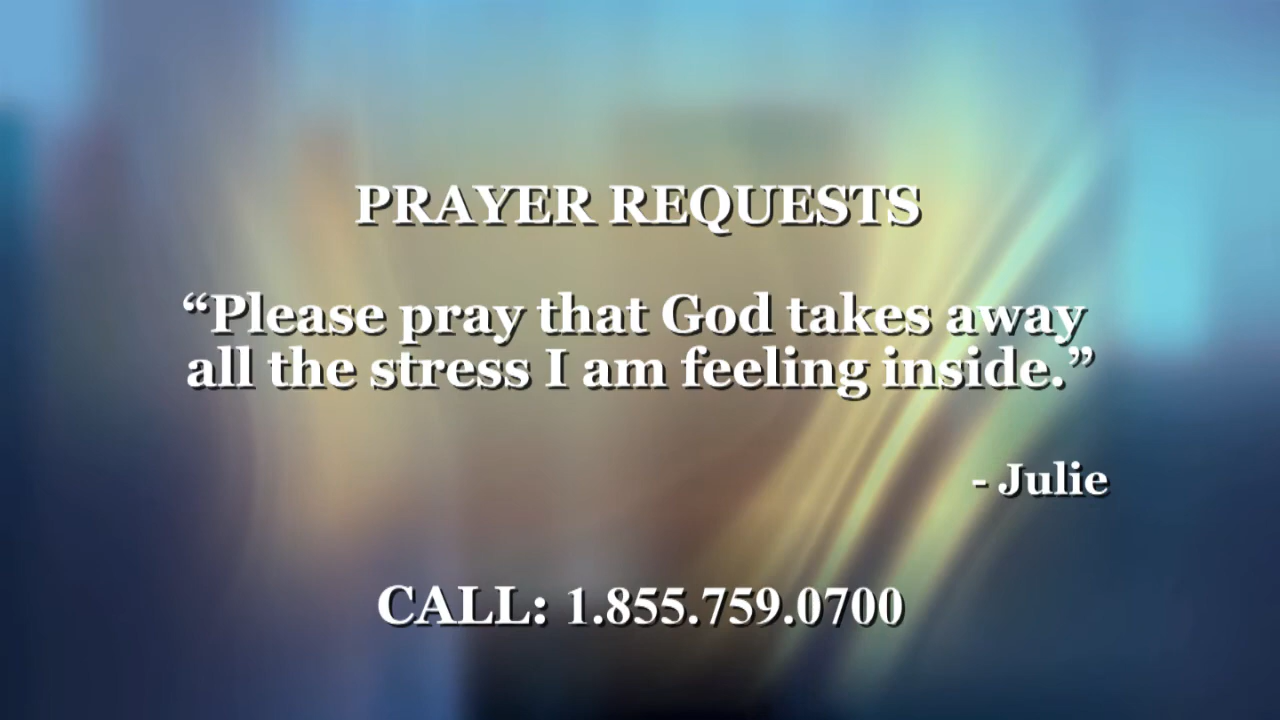 PRAYER REQUESTS
“Please pray that God takes away
all the stress I am feeling inside.”
- Julie
CALL: 1.855.759.0700